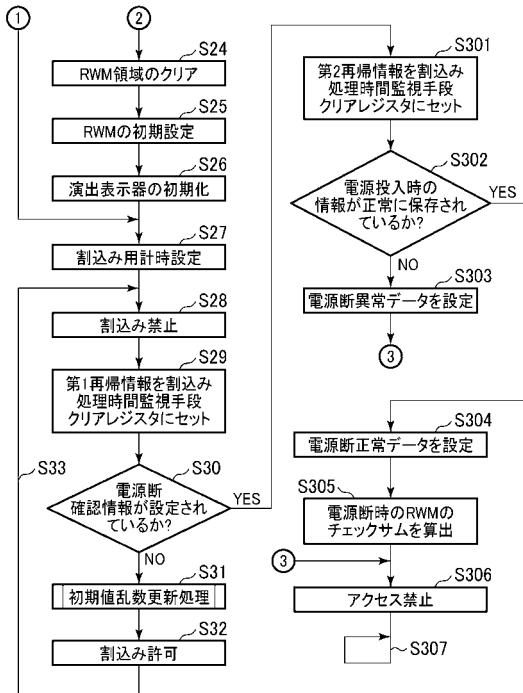 ①
②
S24
RWM領域のクリア
S25
RWMの初期設定
S26
演出表示器の初期化
S27
割込み用計時設定
S28
割込み禁止
S29
第1再帰情報を割込み
処理時間監視手段
クリアレジスタにセット
S33
S30
電源断
確認情報が設定され
ているか?
YES
NO
S31
初期値乱数更新処理
S32
割込み許可
S301
第2再帰情報を割込み
処理時間監視手段
クリアレジスタにセット
S302
電源投入時の
情報が正常に保存され
ているか?
YES
NO
S303
電源断異常データを設定
③
S304
電源断正常データを設定
S305
電源断時のRWMの
チェックサムを算出
③
S306
アクセス禁止
S307